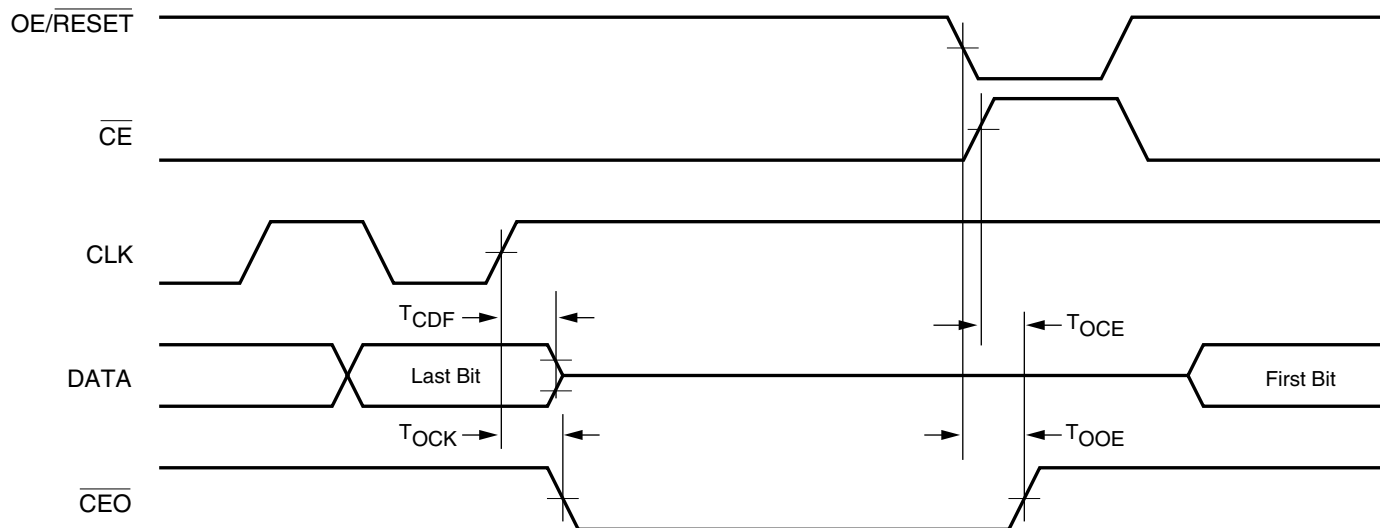 OE/RESET
CE
CLK
TCDF
TOCE
DATA
Last Bit
First Bit
TOCK
TOOE
CEO